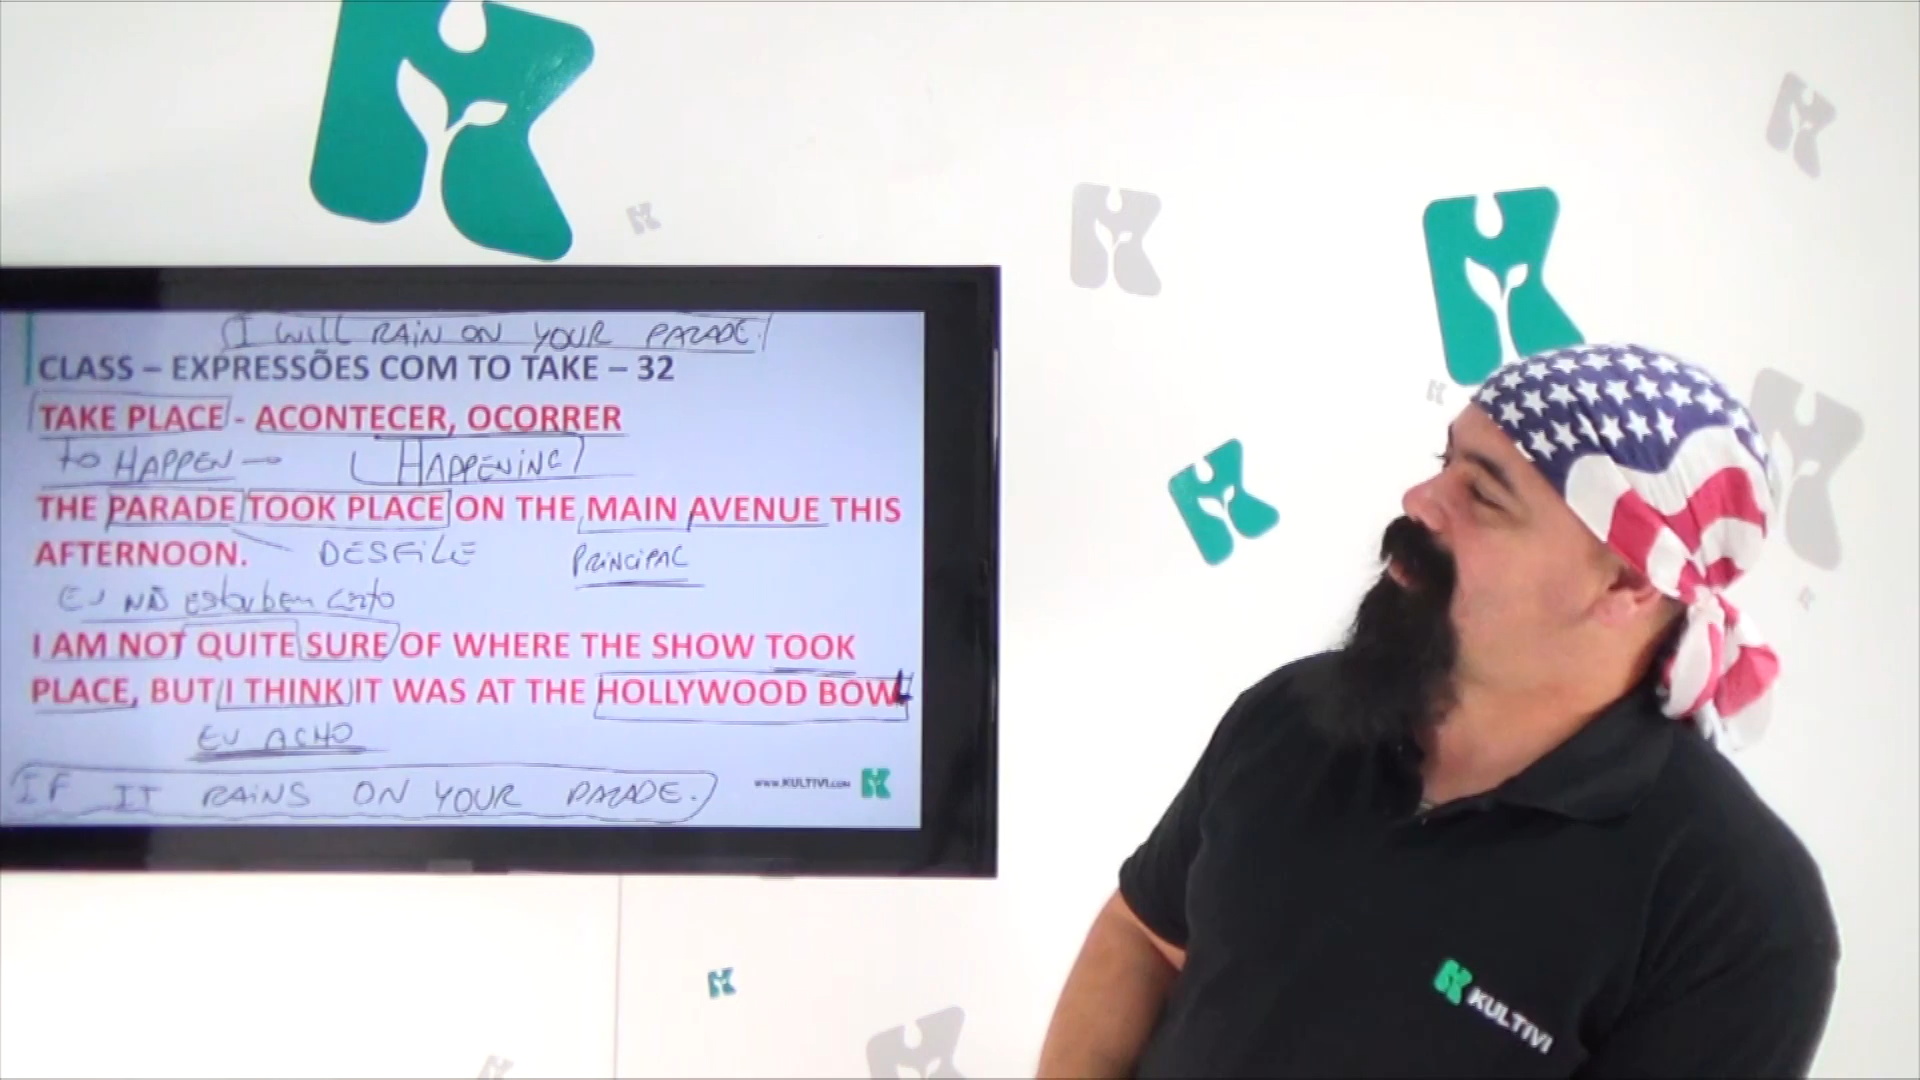 I WILL RAIN ON YOUR PARADE!
CLASS – EXPRESSÕES COM TO TAKE – 32
TAKE PLACE - ACONTECER, OCORRER
TO HAPPEN → HAPPENING
THE PARADE TOOK PLACE ON THE MAIN AVENUE THIS
AFTERNOON. DESFILE PRINCIPAL
EU NÃO estou bem certo
I AM NOT QUITE SURE OF WHERE THE SHOW TOOK
PLACE, BUT I THINK IT WAS AT THE HOLLYWOOD BOWL
EU ACHO
IF IT RAINS ON YOUR PARADE.
WWW.KULTIVI.COM
KULTIVI